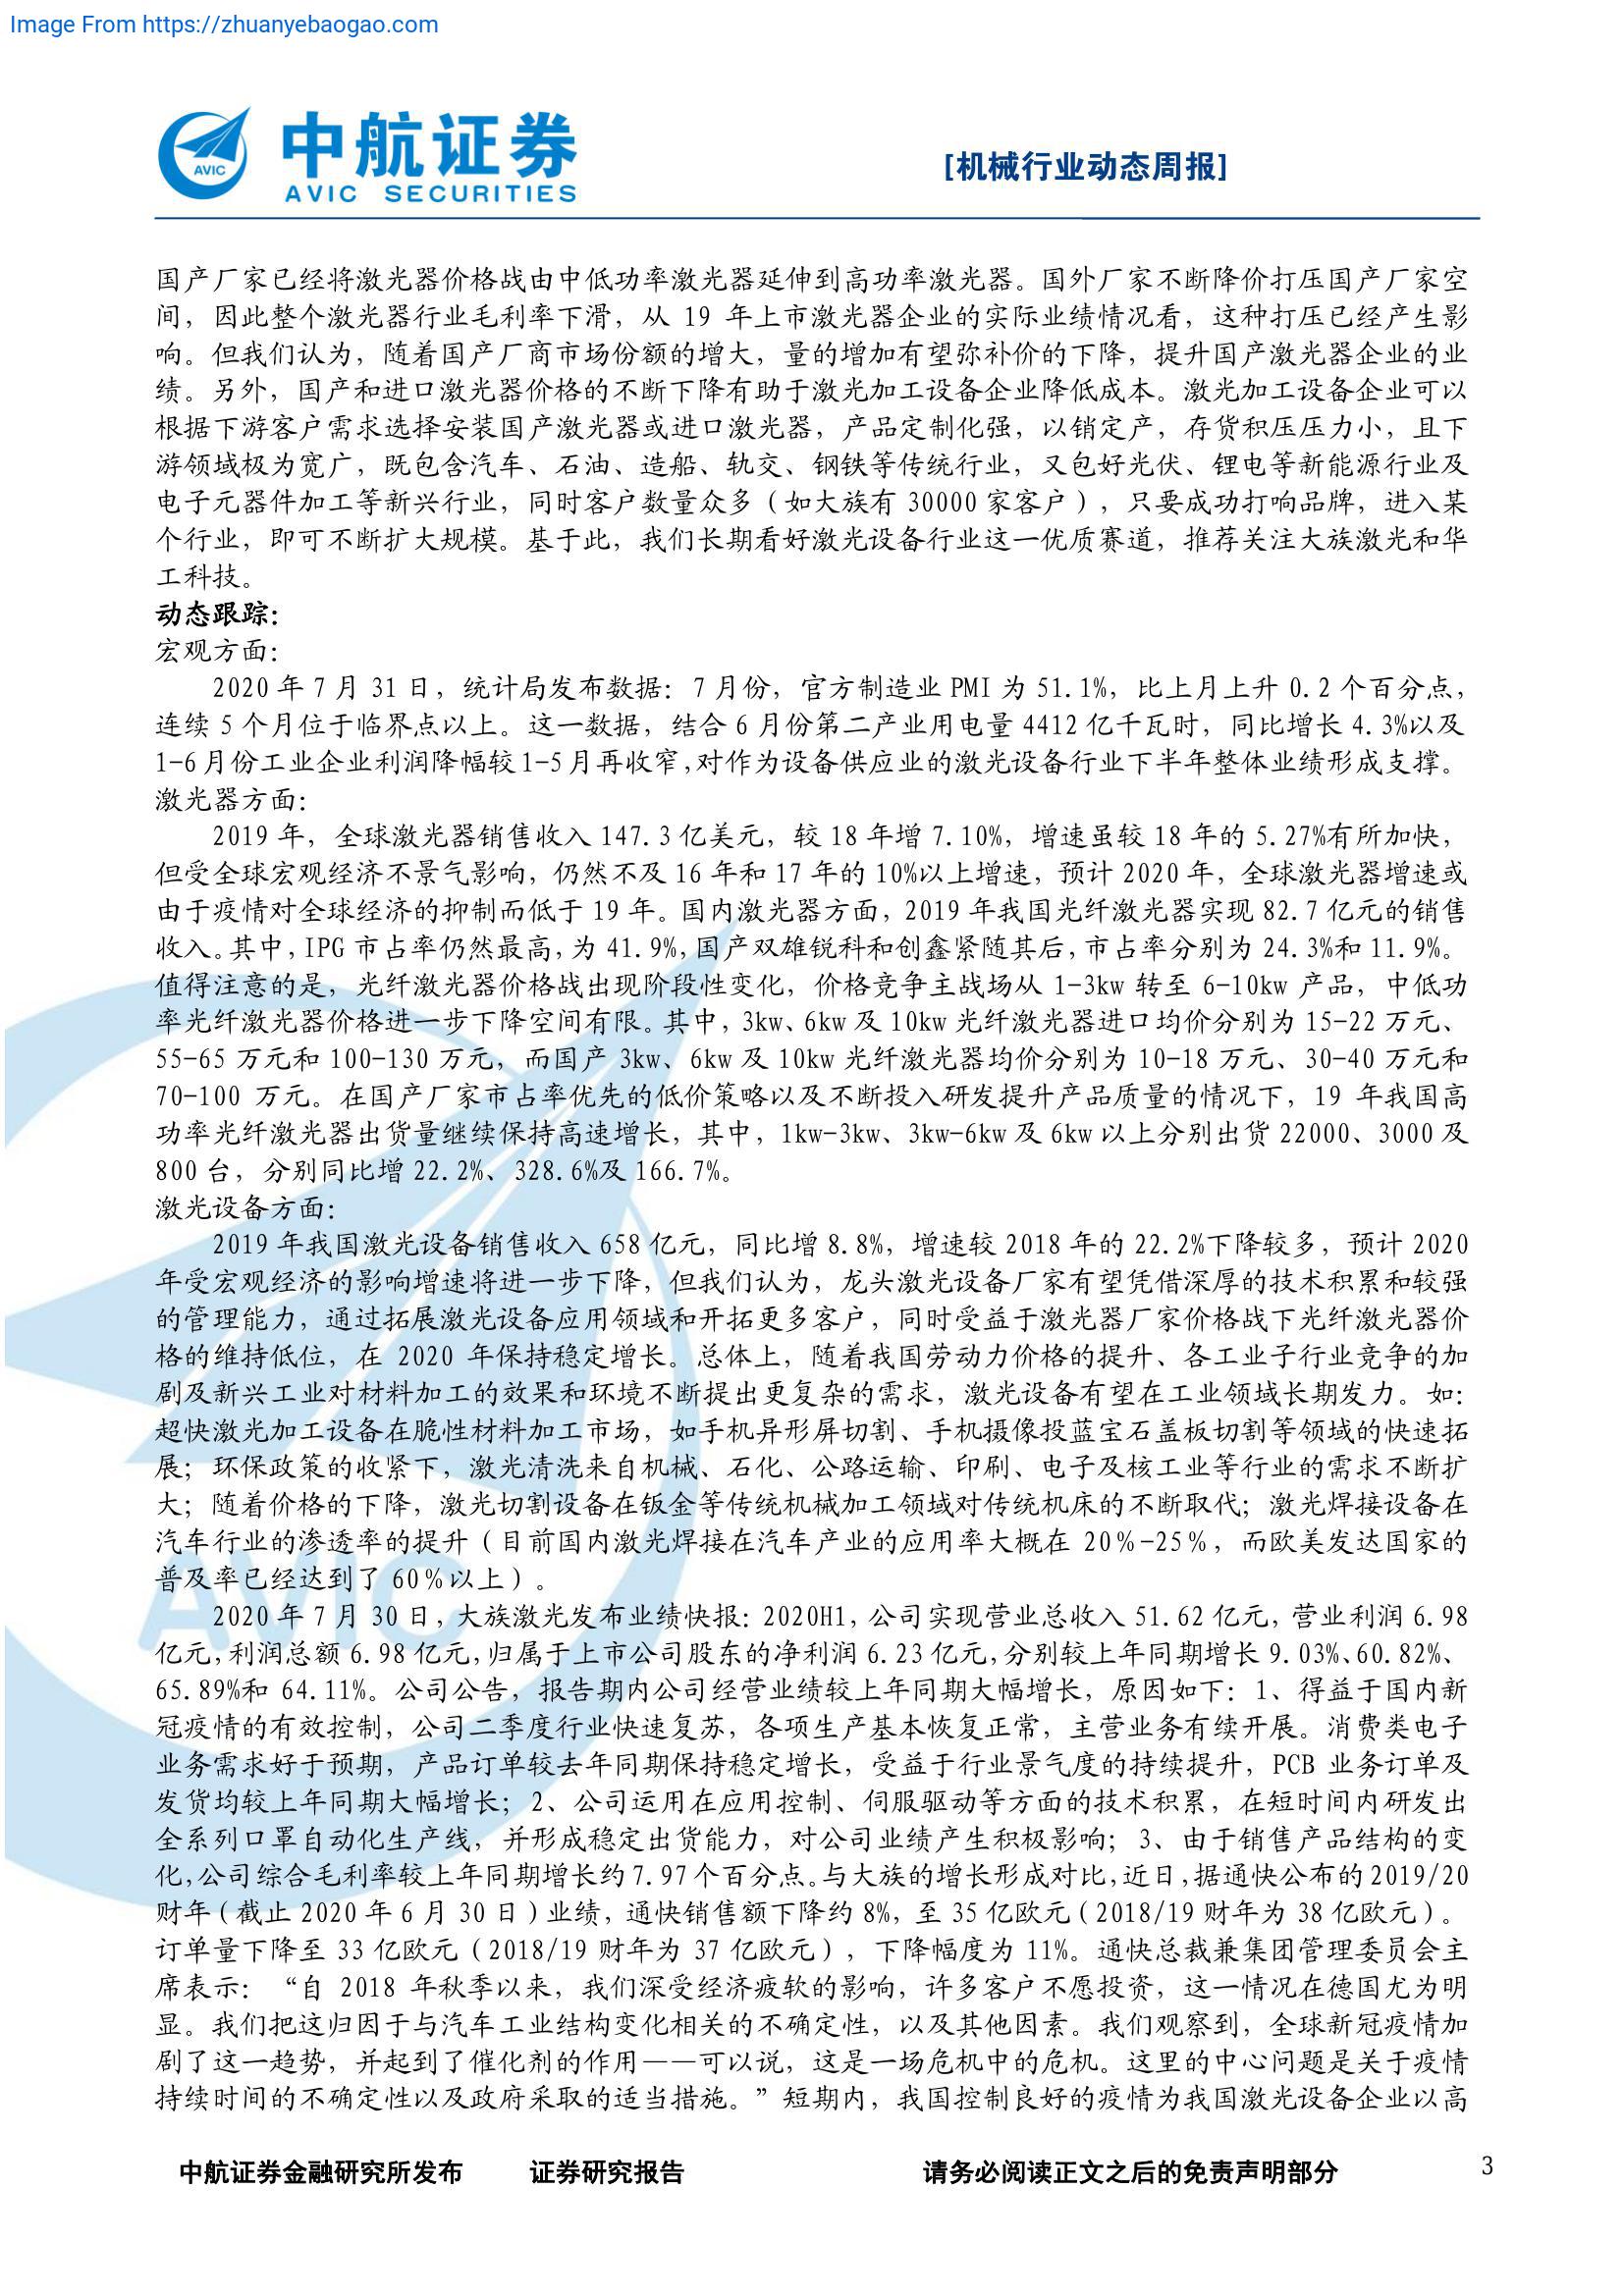 Image From https://zhuanyebaogao.com
中航证券
AVIC SECURITIES
AVIC
[机械行业动态周报]
国产厂家已经将激光器价格战由中低功率激光器延伸到高功率激光器。国外厂家不断降价打压国产厂家空
间，因此整个激光器行业毛利率下滑，从 19 年上市激光器企业的实际业绩情况看，这种打压已经产生影
响。但我们认为，随着国产厂商市场份额的增大，量的增加有望弥补价的下降，提升国产激光器企业的业
绩。另外，国产和进口激光器价格的不断下降有助于激光加工设备企业降低成本。激光加工设备企业可以
根据下游客户需求选择安装国产激光器或进口激光器，产品定制化强，以销定产，存货积压压力小，且下
游领域极为宽广，既包含汽车、石油、造船、轨交、钢铁等传统行业，又包好光伏、锂电等新能源行业及
电子元器件加工等新兴行业，同时客户数量众多（如大族有 30000 家客户），只要成功打响品牌，进入某
个行业，即可不断扩大规模。基于此，我们长期看好激光设备行业这一优质赛道，推荐关注大族激光和华
工科技。
动态跟踪：
宏观方面：
2020 年 7 月 31 日，统计局发布数据：7 月份，官方制造业 PMI 为 51.1%，比上月上升 0.2 个百分点，
连续 5 个月位于临界点以上。这一数据，结合 6 月份第二产业用电量 4412 亿千瓦时，同比增长 4.3%以及
1-6 月份工业企业利润降幅较 1-5 月再收窄，对作为设备供应业的激光设备行业下半年整体业绩形成支撑。
激光器方面：
2019 年，全球激光器销售收入 147.3 亿美元，较 18 年增 7.10%，增速虽较 18 年的 5.27%有所加快，
但受全球宏观经济不景气影响，仍然不及 16 年和 17 年的 10%以上增速，预计 2020 年，全球激光器增速或
由于疫情对全球经济的抑制而低于 19 年。国内激光器方面，2019 年我国光纤激光器实现 82.7 亿元的销售
收入。其中，IPG 市占率仍然最高，为 41.9%，国产双雄锐科和创鑫紧随其后，市占率分别为 24.3%和 11.9%。
值得注意的是，光纤激光器价格战出现阶段性变化，价格竞争主战场从 1-3kw 转至 6-10kw 产品，中低功
率光纤激光器价格进一步下降空间有限。其中，3kw、6kw 及 10kw 光纤激光器进口均价分别为 15-22 万元、
55-65 万元和 100-130 万元，而国产 3kw、6kw 及 10kw 光纤激光器均价分别为 10-18 万元、30-40 万元和
70-100 万元。在国产厂家市占率优先的低价策略以及不断投入研发提升产品质量的情况下，19 年我国高
功率光纤激光器出货量继续保持高速增长，其中，1kw-3kw、3kw-6kw 及 6kw 以上分别出货 22000、3000 及
800 台，分别同比增 22.2%、328.6%及 166.7%。
激光设备方面：
2019 年我国激光设备销售收入 658 亿元，同比增 8.8%，增速较 2018 年的 22.2%下降较多，预计 2020
年受宏观经济的影响增速将进一步下降，但我们认为，龙头激光设备厂家有望凭借深厚的技术积累和较强
的管理能力，通过拓展激光设备应用领域和开拓更多客户，同时受益于激光器厂家价格战下光纤激光器价
格的维持低位，在 2020 年保持稳定增长。总体上，随着我国劳动力价格的提升、各工业子行业竞争的加
剧及新兴工业对材料加工的效果和环境不断提出更复杂的需求，激光设备有望在工业领域长期发力。如：
超快激光加工设备在脆性材料加工市场，如手机异形屏切割、手机摄像投蓝宝石盖板切割等领域的快速拓
展；环保政策的收紧下，激光清洗来自机械、石化、公路运输、印刷、电子及核工业等行业的需求不断扩
大；随着价格的下降，激光切割设备在钣金等传统机械加工领域对传统机床的不断取代；激光焊接设备在
汽车行业的渗透率的提升（目前国内激光焊接在汽车产业的应用率大概在 20％-25％，而欧美发达国家的
普及率已经达到了 60％以上）。
2020 年 7 月 30 日，大族激光发布业绩快报：2020H1，公司实现营业总收入 51.62 亿元，营业利润 6.98
亿元，利润总额 6.98 亿元，归属于上市公司股东的净利润 6.23 亿元，分别较上年同期增长 9.03%、60.82%、
65.89%和 64.11%。公司公告，报告期内公司经营业绩较上年同期大幅增长，原因如下：1、得益于国内新
冠疫情的有效控制，公司二季度行业快速复苏，各项生产基本恢复正常，主营业务有续开展。消费类电子
业务需求好于预期，产品订单较去年同期保持稳定增长，受益于行业景气度的持续提升，PCB 业务订单及
发货均较上年同期大幅增长；2、公司运用在应用控制、伺服驱动等方面的技术积累，在短时间内研发出
全系列口罩自动化生产线，并形成稳定出货能力，对公司业绩产生积极影响；3、由于销售产品结构的变
化，公司综合毛利率较上年同期增长约 7.97 个百分点。与大族的增长形成对比，近日，据通快公布的 2019/20
财年（截止 2020 年 6 月 30 日）业绩，通快销售额下降约 8%，至 35 亿欧元（2018/19 财年为 38 亿欧元）。
订单量下降至 33 亿欧元（2018/19 财年为 37 亿欧元），下降幅度为 11%。通快总裁兼集团管理委员会主
席表示：“自 2018 年秋季以来，我们深受经济疲软的影响，许多客户不愿投资，这一情况在德国尤为明
显。我们把这归因于与汽车工业结构变化相关的不确定性，以及其他因素。我们观察到，全球新冠疫情加
剧了这一趋势，并起到了催化剂的作用——可以说，这是一场危机中的危机。这里的中心问题是关于疫情
持续时间的不确定性以及政府采取的适当措施。”短期内，我国控制良好的疫情为我国激光设备企业以高
AVIC
中航证券金融研究所发布 证券研究报告 请务必阅读正文之后的免责声明部分 3